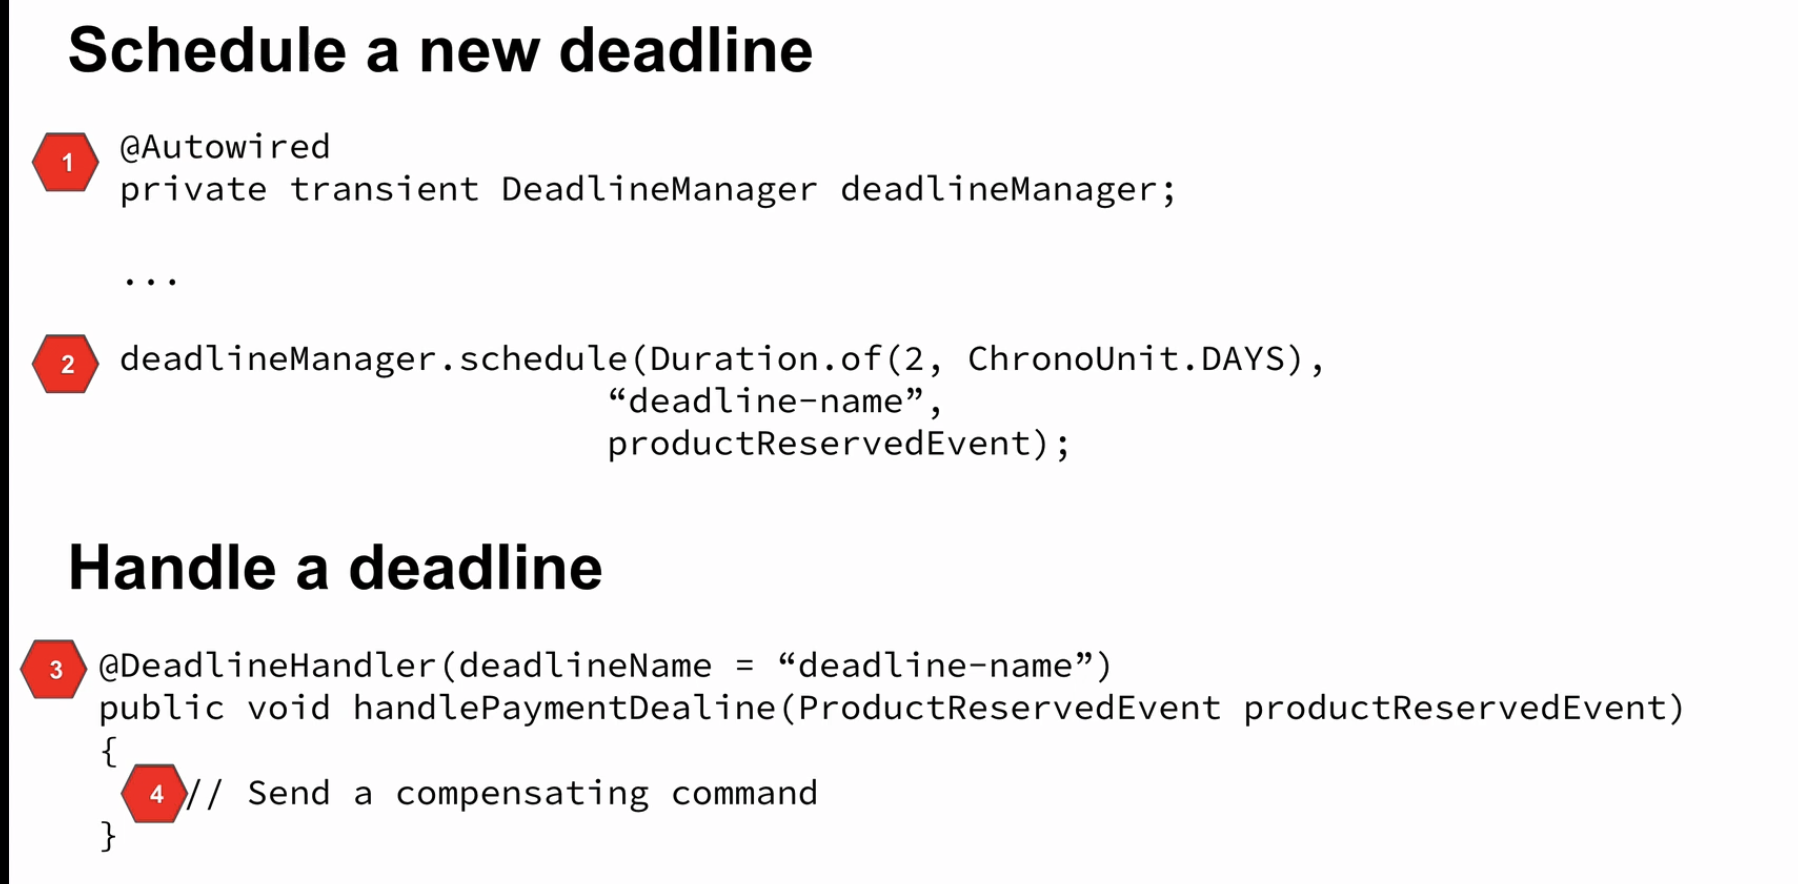 Schedule a new deadline
1 @Autowired
private transient DeadlineManager deadlineManager;
...
2 deadlineManager.schedule(Duration.of(2, ChronoUnit.DAYS),
“deadline-name”,
productReservedEvent);
Handle a deadline
3 @DeadlineHandler(deadlineName = “deadline-name”)
public void handlePaymentDealine(ProductReservedEvent productReservedEvent)
{
4 // Send a compensating command
}